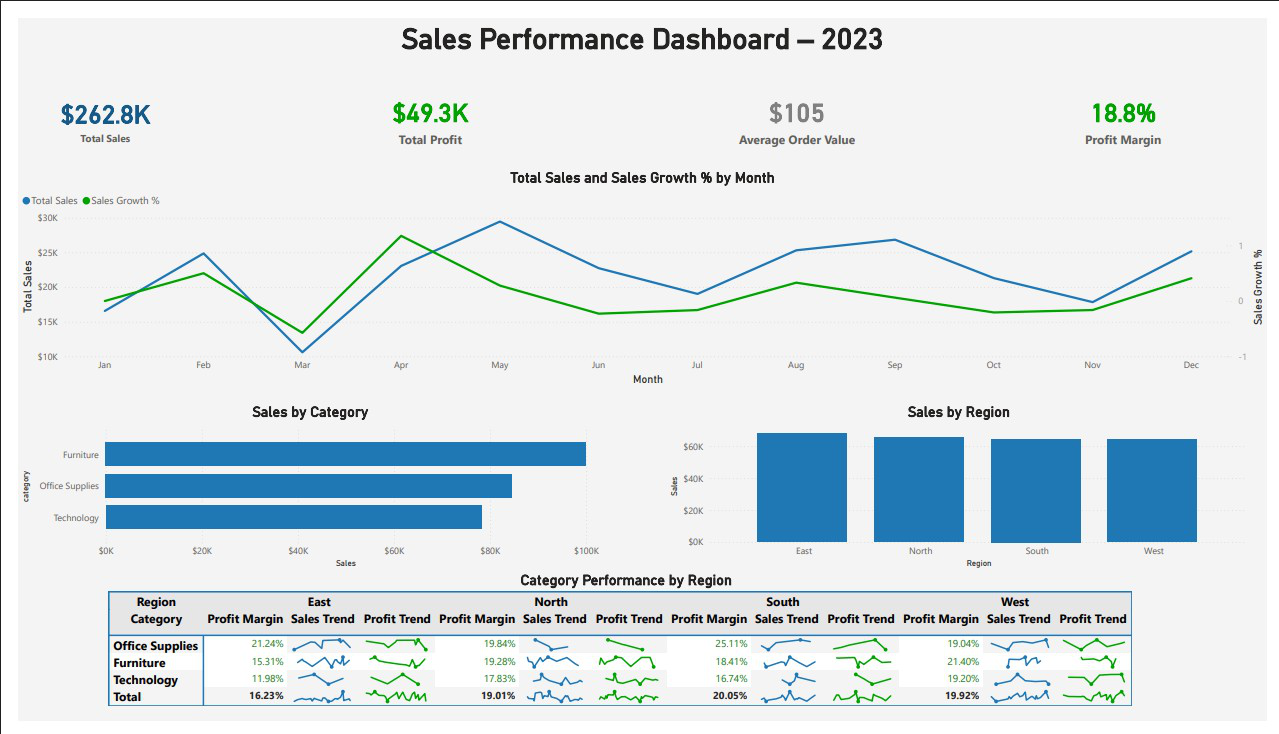 Sales Performance Dashboard – 2023
$262.8K
Total Sales
$49.3K
Total Profit
$105
Average Order Value
18.8%
Profit Margin
Total Sales and Sales Growth % by Month
Total Sales Sales Growth %
Total Sales
$30K
$25K
$20K
$15K
$10K
1
0
-1
Sales Growth %
Jan Feb Mar Apr May Jun Jul Aug Sep Oct Nov Dec
Month
Sales by Category
category
Furniture
Office Supplies
Technology
$0K $20K $40K $60K $80K $100K
Sales
Sales by Region
Sales
$60K
$40K
$20K
$0K
East North South West
Region
Category Performance by Region
Region East North South West
Category Profit Margin Sales Trend Profit Trend Profit Margin Sales Trend Profit Trend Profit Margin Sales Trend Profit Trend Profit Margin Sales Trend Profit Trend
Office Supplies 21.24% 19.84% 25.11% 19.04%
Furniture 15.31% 19.28% 18.41% 21.40%
Technology 11.98% 17.83% 16.74% 19.20%
Total 16.23% 19.01% 20.05% 19.92%